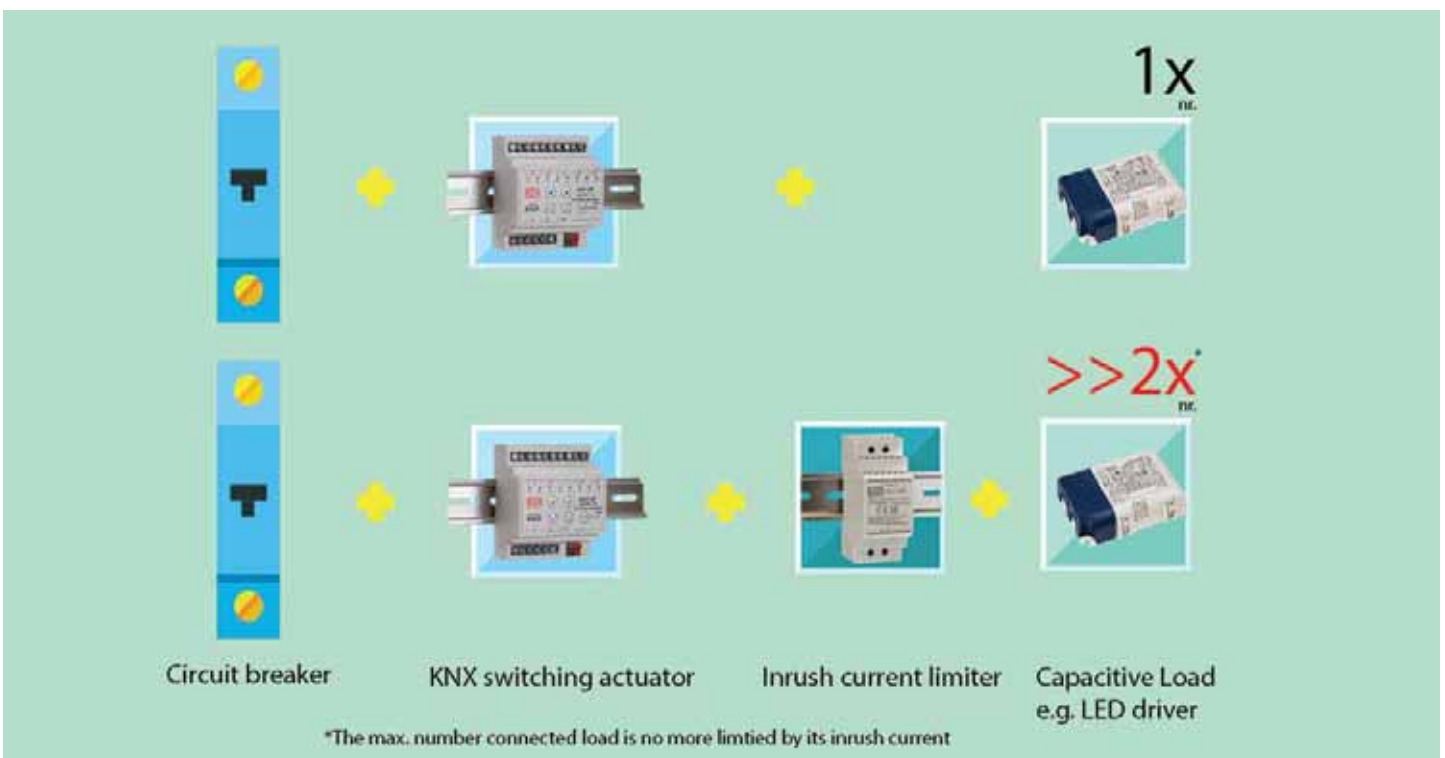 1x
nr.
>>2x*
nr.
Circuit breaker
KNX switching actuator
Inrush current limiter
Capacitive Load
e.g. LED driver
*The max. number connected load is no more limtied by its inrush current